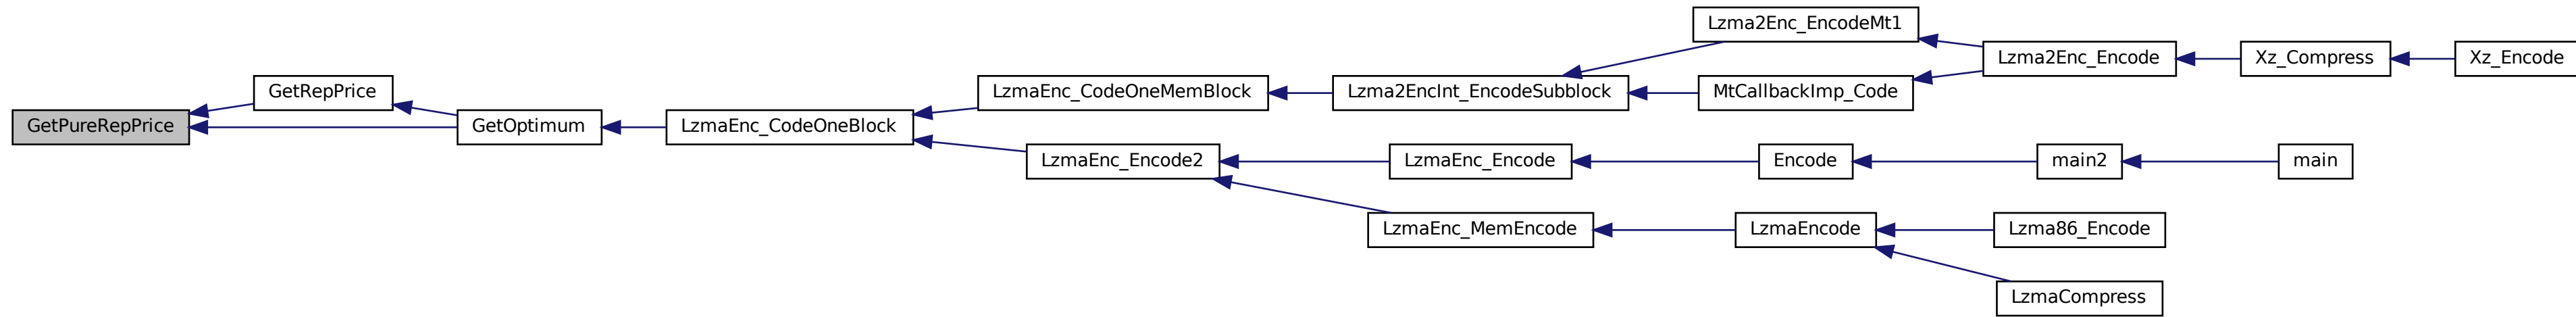 Lzma2Enc_EncodeMt1
Lzma2Enc_Encode
Xz_Compress
Xz_Encode
GetRepPrice
LzmaEnc_CodeOneMemBlock
Lzma2EncInt_EncodeSubblock
MtCallbackImp_Code
GetPureRepPrice
GetOptimum
LzmaEnc_CodeOneBlock
LzmaEnc_Encode2
LzmaEnc_Encode
Encode
main2
main
LzmaEnc_MemEncode
LzmaEncode
Lzma86_Encode
LzmaCompress